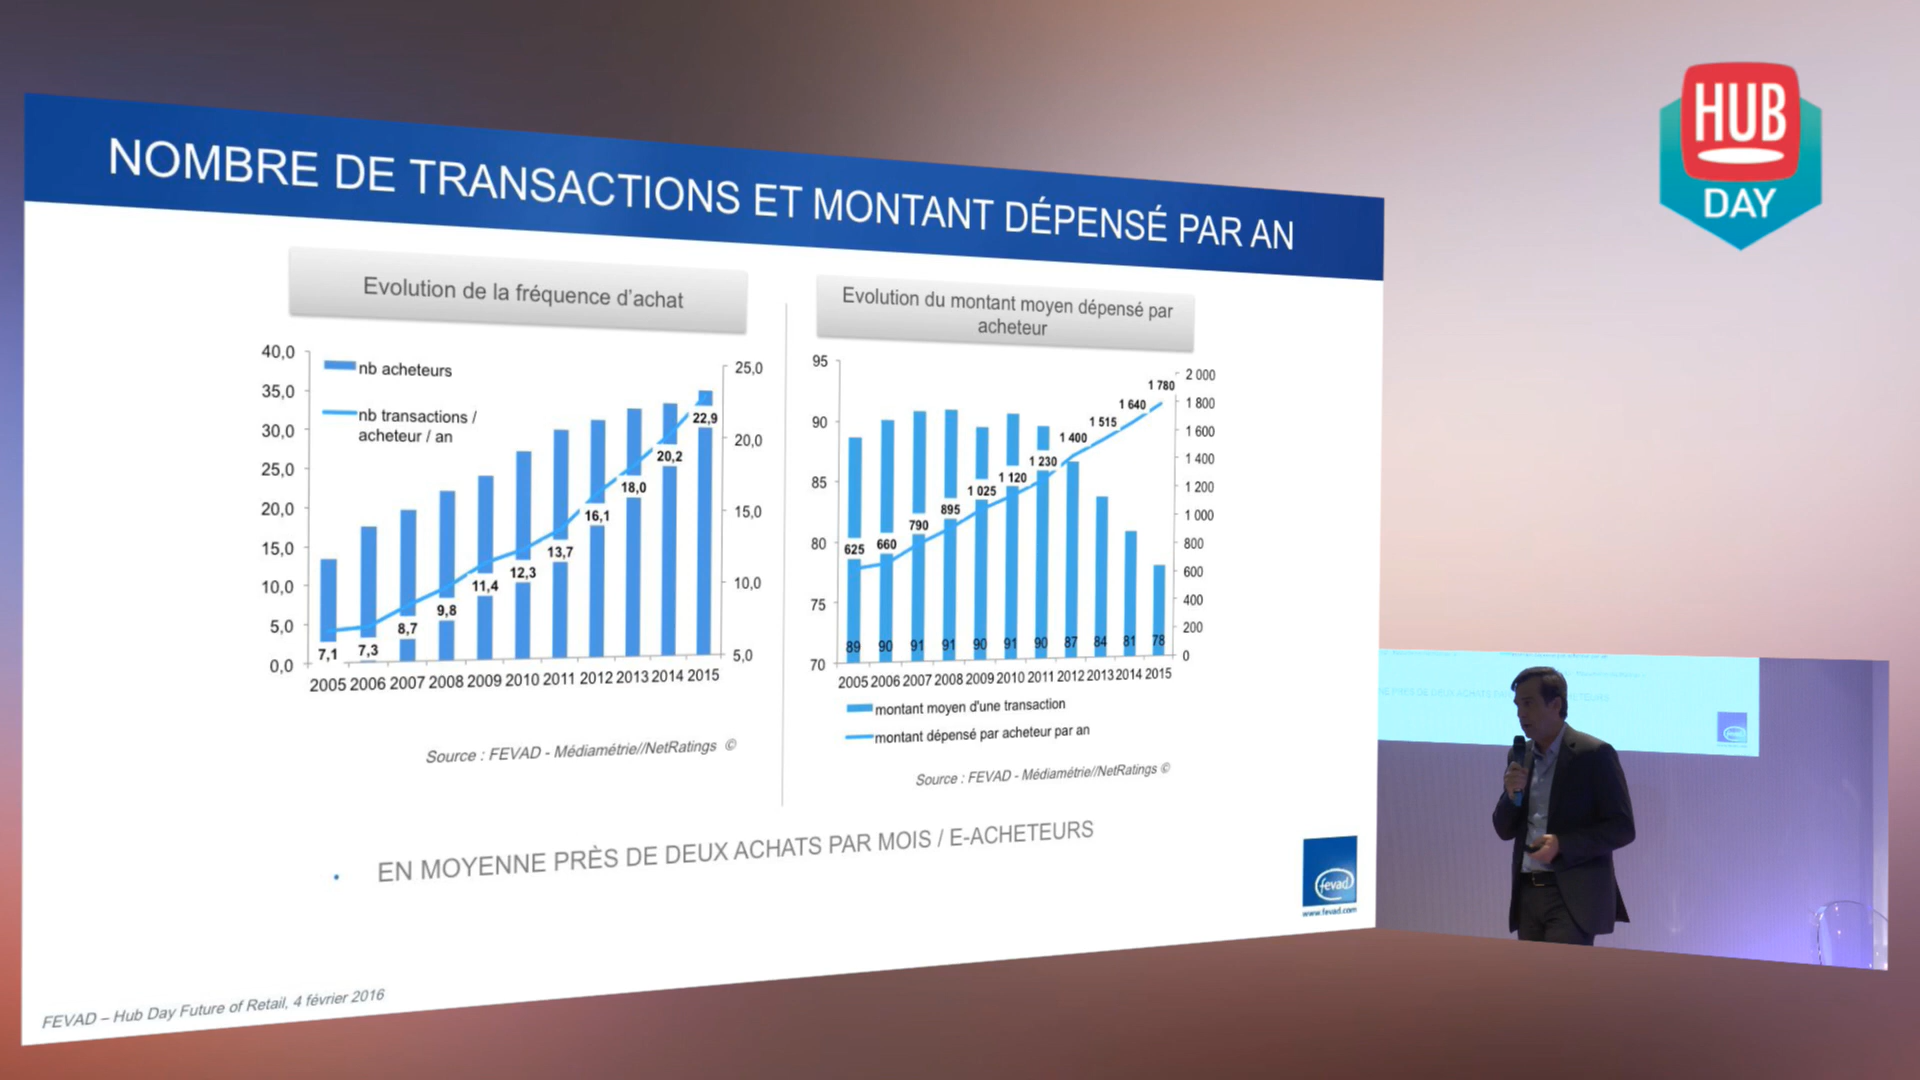 HUB
DAY
NOMBRE DE TRANSACTIONS ET MONTANT DÉPENSÉ PAR AN
Evolution de la fréquence d'achat
40,0
35,0
30,0
25,0
20,0
15,0
10,0
5,0
0,0
nb acheteurs
nb transactions /
acheteur / an
25,0
20,0
15,0
10,0
5,0
7,1
7,3
8,7
9,8
11,4
12,3
13,7
16,1
18,0
20,2
22,9
2005 2006 2007 2008 2009 2010 2011 2012 2013 2014 2015
Source : FEVAD - Médiamétrie//NetRatings ©
Evolution du montant moyen dépensé par
acheteur
95
90
85
80
75
70
2 000
1 800
1 600
1 400
1 200
1 000
800
600
400
200
0
625
660
790
895
1 025
1 120
1 230
1 400
1 515
1 640
1 780
89 90 91 91 90 91 90 87 84 81 78
2005 2006 2007 2008 2009 2010 2011 2012 2013 2014 2015
montant moyen d'une transaction
montant dépensé par acheteur par an
Source : FEVAD - Médiamétrie//NetRatings ©
• EN MOYENNE PRÈS DE DEUX ACHATS PAR MOIS / E-ACHETEURS
fevad
www.fevad.com
FEVAD – Hub Day Future of Retail, 4 février 2016